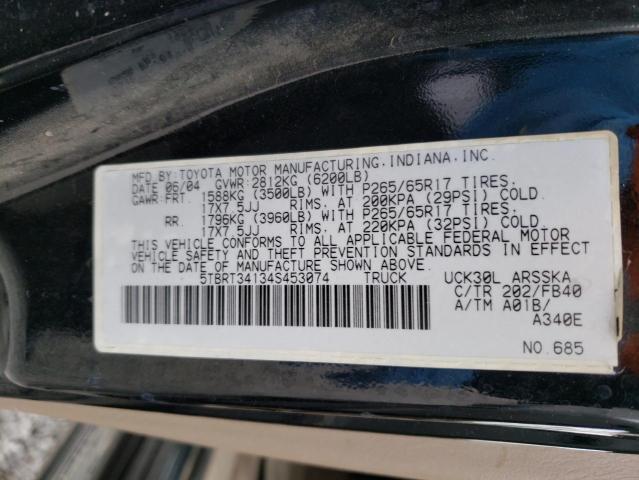 MFD.BY:TOYOTA MOTOR MANUFACTURING,INDIANA,INC.
DATE 06/04 GVWR:2812KG (6200LB)
GAWR:FRT. 1588KG (3500LB) WITH P265/65R17 TIRES,
17X7.5JJ RIMS, AT 200KPA (29PSI) COLD.
RR. 1796KG (3960LB) WITH P265/65R17 TIRES,
17X7.5JJ RIMS, AT 220KPA (32PSI) COLD.
THIS VEHICLE CONFORMS TO ALL APPLICABLE FEDERAL MOTOR
VEHICLE SAFETY AND THEFT PREVENTION STANDARDS IN EFFECT
ON THE DATE OF MANUFACTURE SHOWN ABOVE.
5TBRT34134S453074 TRUCK UCK30L ARSSKA
C/TR 202/FB40
A/TM A01B/
A340E
NO.685